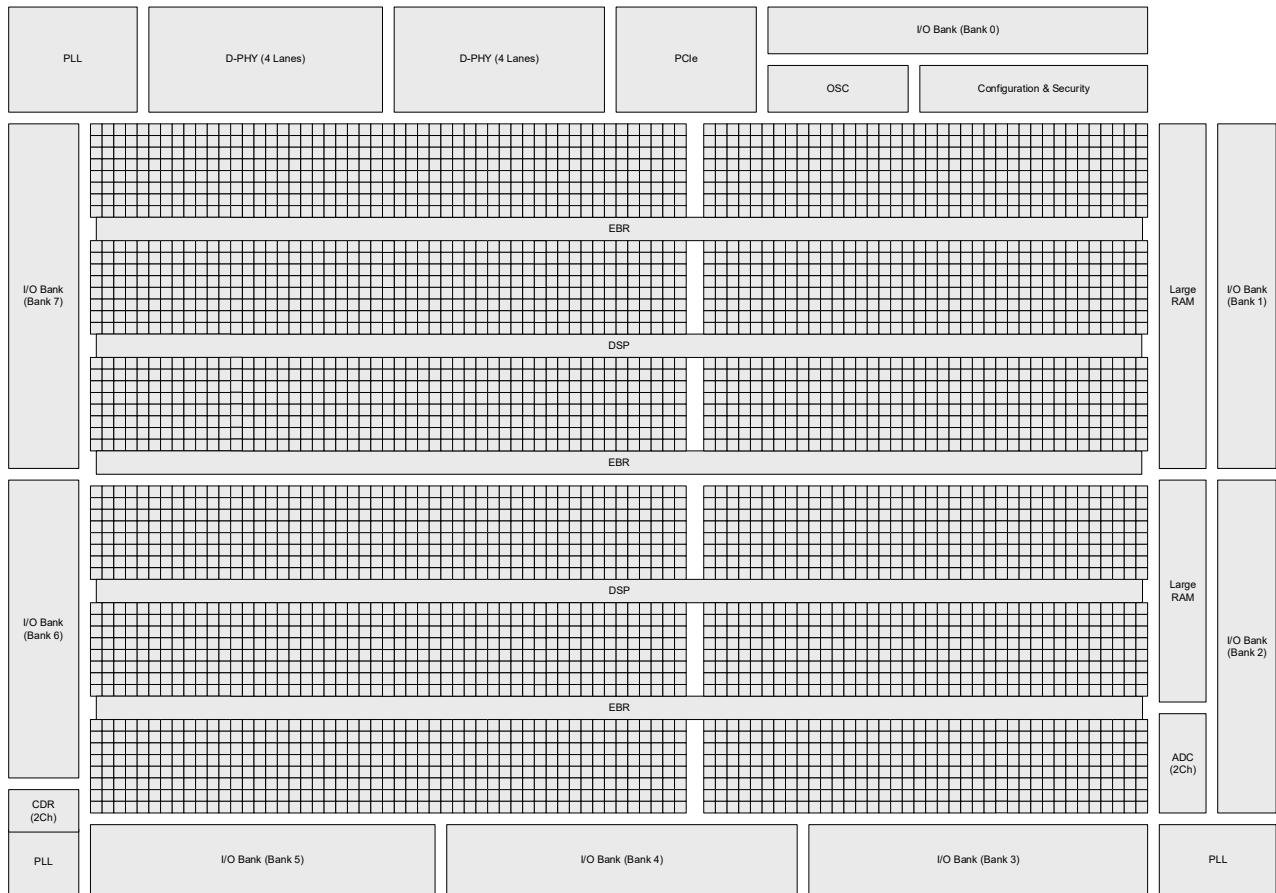 PLL
D-PHY (4 Lanes)
D-PHY (4 Lanes)
PCIe
I/O Bank (Bank 0)
OSC
Configuration & Security
I/O Bank
(Bank 7)
EBR
DSP
EBR
Large
RAM
I/O Bank
(Bank 1)
I/O Bank
(Bank 6)
DSP
EBR
Large
RAM
I/O Bank
(Bank 2)
ADC
(2Ch)
CDR
(2Ch)
PLL
I/O Bank (Bank 5)
I/O Bank (Bank 4)
I/O Bank (Bank 3)
PLL